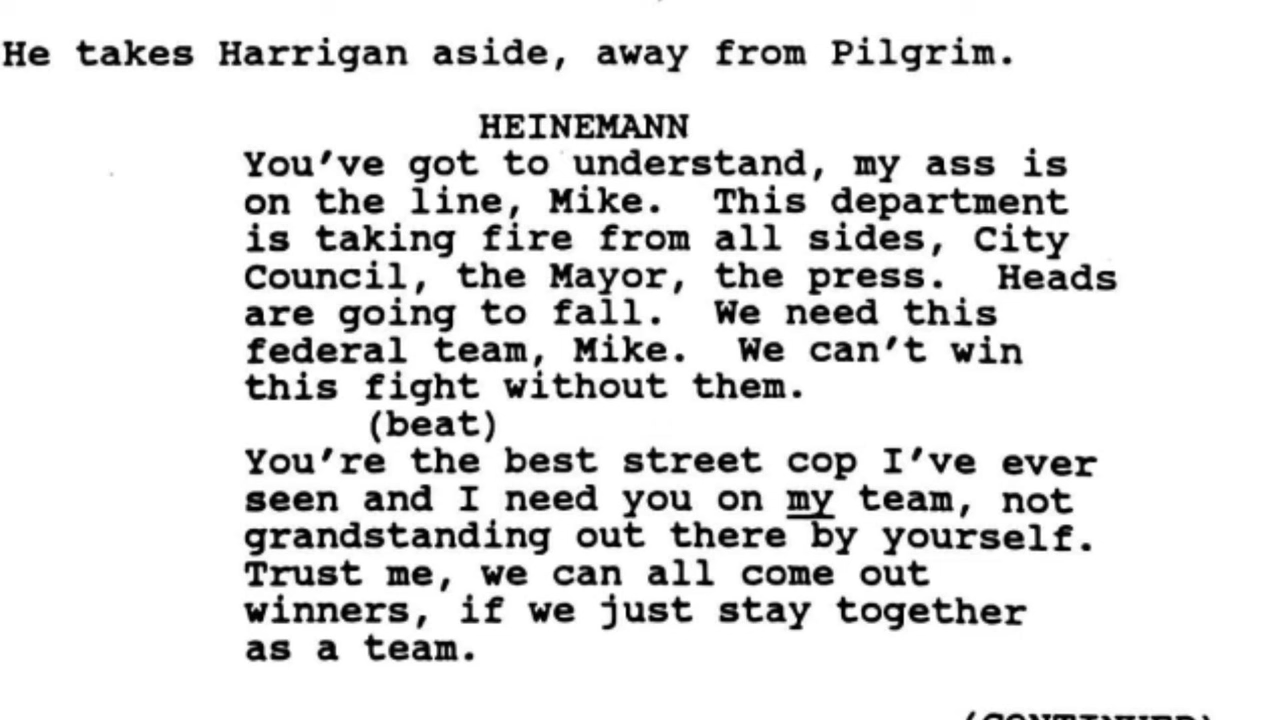 He takes Harrigan aside, away from Pilgrim.
HEINEMANN
You've got to understand, my ass is
on the line, Mike.  This department
is taking fire from all sides, City
Council, the Mayor, the press.  Heads
are going to fall.  We need this
federal team, Mike.  We can't win
this fight without them.
(beat)
You're the best street cop I've ever
seen and I need you on my team, not
grandstanding out there by yourself.
Trust me, we can all come out
winners, if we just stay together
as a team.
(CONTINUED)